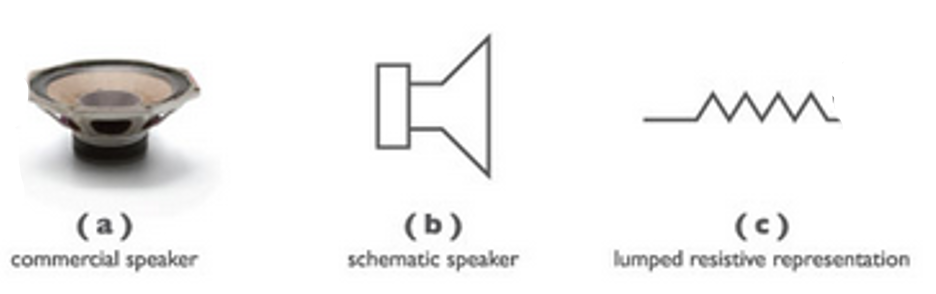 (a)
commercial speaker
(b)
schematic speaker
(c)
lumped resistive representation